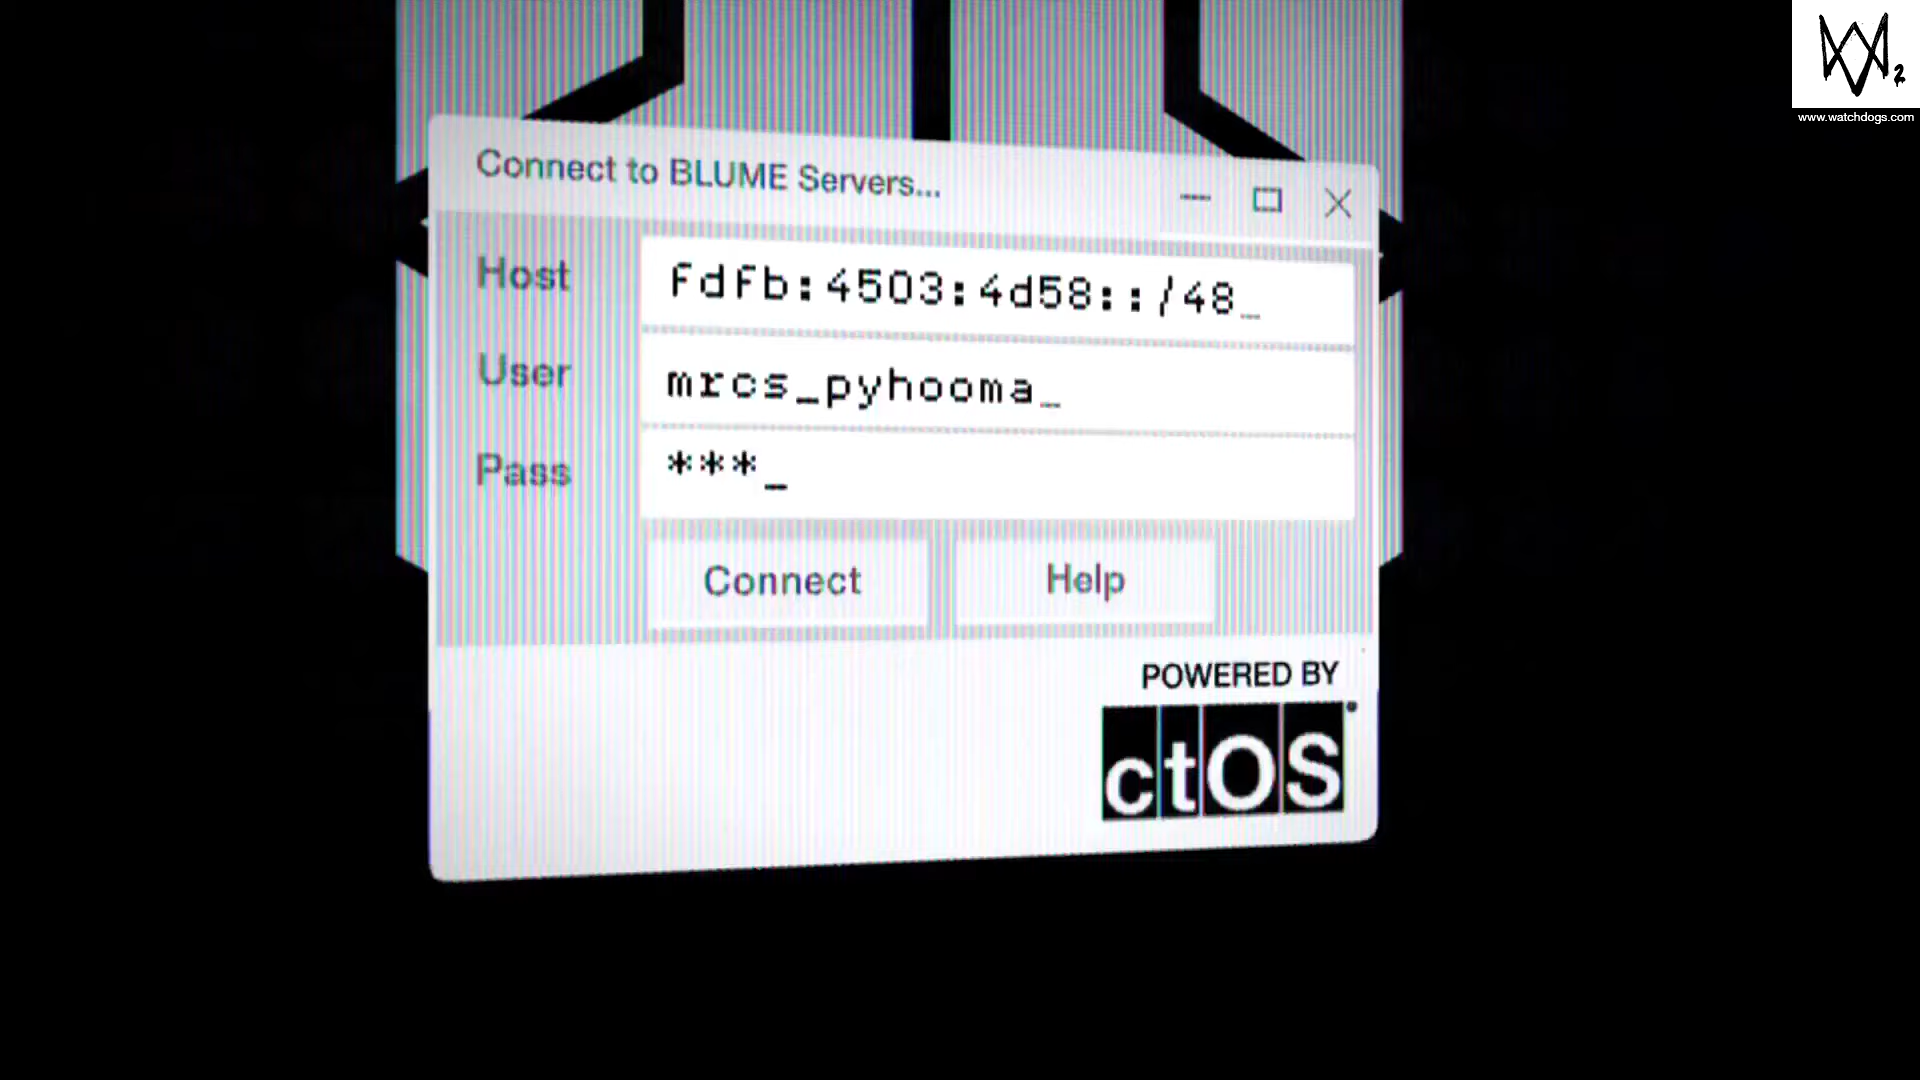 2
www.watchdogs.com
Connect to BLUME Servers...
Host fdfb:4503:4d58::/48_
User mrcs_pyhooma_
Pass ***_
Connect Help
POWERED BY
ctOS